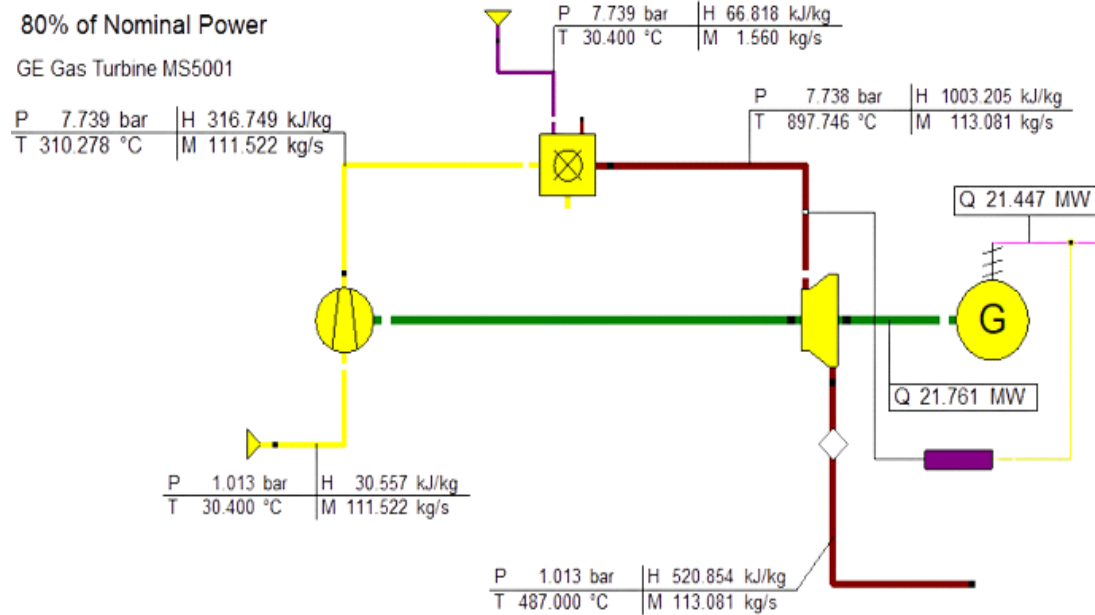 80% of Nominal Power
GE Gas Turbine MS5001
P 7.739 bar H 66.818 kJ/kg
T 30.400 °C M 1.560 kg/s
P 7.739 bar H 316.749 kJ/kg
T 310.278 °C M 111.522 kg/s
P 7.738 bar H 1003.205 kJ/kg
T 897.746 °C M 113.081 kg/s
Q 21.447 MW
G
Q 21.761 MW
P 1.013 bar H 30.557 kJ/kg
T 30.400 °C M 111.522 kg/s
P 1.013 bar H 520.854 kJ/kg
T 487.000 °C M 113.081 kg/s